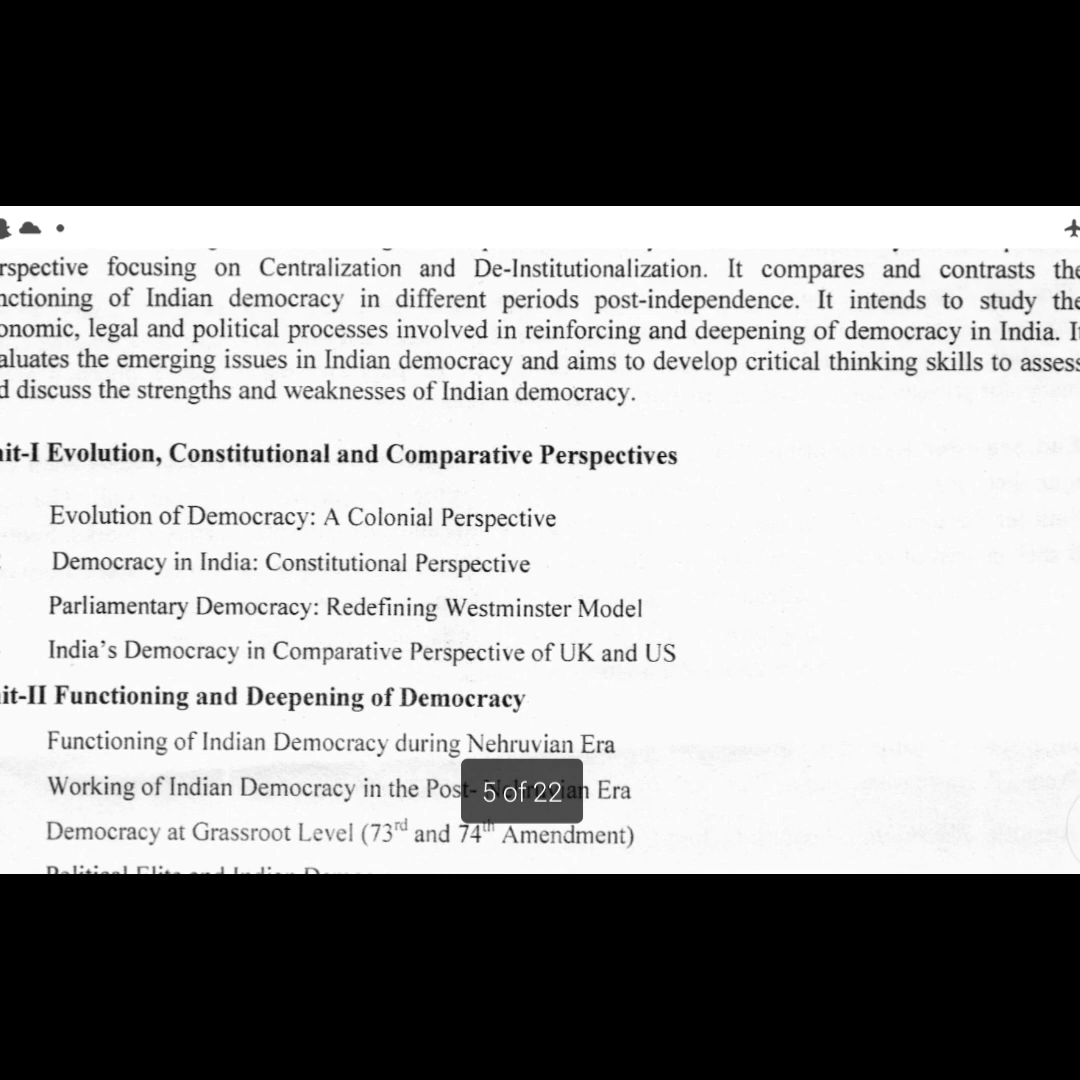 rspective focusing on Centralization and De-Institutionalization. It compares and contrasts the
nctioning of Indian democracy in different periods post-independence. It intends to study the
onomic, legal and political processes involved in reinforcing and deepening of democracy in India. It
aluates the emerging issues in Indian democracy and aims to develop critical thinking skills to assess
d discuss the strengths and weaknesses of Indian democracy.
nit-I Evolution, Constitutional and Comparative Perspectives
Evolution of Democracy: A Colonial Perspective
Democracy in India: Constitutional Perspective
Parliamentary Democracy: Redefining Westminster Model
India's Democracy in Comparative Perspective of UK and US
nit-II Functioning and Deepening of Democracy
Functioning of Indian Democracy during Nehruvian Era
Working of Indian Democracy in the Post- Nehruvian Era
5 of 22
Democracy at Grassroot Level (73rd and 74th Amendment)